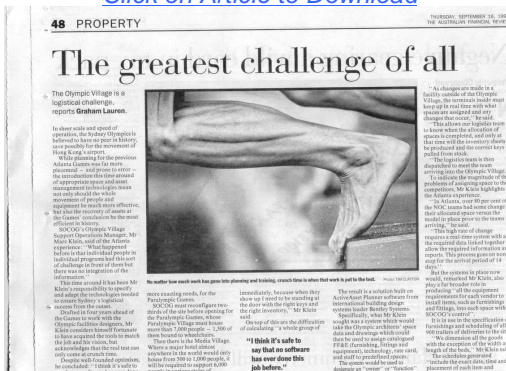 Click on Article to Download
48 PROPERTY
THURSDAY, SEPTEMBER 16, 199
THE AUSTRALIAN FINANCIAL REVIE
The greatest challenge of all
The Olympic Village is a
logistical challenge,
reports Graham Lauren.
In sheer scale and speed of
operation, the Sydney Olympics is
believed to have no peer in history,
save possibly for the movement of
Hong Kong's airport.
While planning for the previous
Atlanta Games was far more
piecemeal — and prone to error —
the introduction this time around
of appropriate space and asset
management technologies mean
not only should the whole
movement of people and
equipment be much more effective,
but also the recovery of assets at
the Games' conclusion be the most
efficient in history.
SOCOG's Olympic Village
Support Operations Manager, Mr
Marc Klein, said of the Atlanta
experience: "What happened
before is that individual people in
individual programs had this sort
of challenge in front of them but
there was no integration of the
information."
This time around it has been Mr
Klein's responsibility to specify
and adapt the technologies needed
to ensure Sydney's logistical
success from the outset.
Drafted in four years ahead of
the Games to work with the
Olympic facilities designers, Mr
Klein considers himself fortunate
to have acquired the tools to match
the job and his vision, but
acknowledges that the real test can
only come at crunch time.
Despite well-founded optimism,
he concluded: "I think it's safe to
No matter how much work has gone into planning and training, crunch time is when that work is put to the test.
Photo: TIM CLAYTON
more exacting needs, for the
Paralympic Games.
SOCOG must reconfigure two-
thirds of the site before opening for
the Paralympic Games, whose
Paralympic Village must house
more than 7,000 people — 1,500 of
them bound to wheelchairs.
Then there is the Media Village.
Where a major hotel almost
anywhere in the world would only
house from 500 to 1,000 people, it
will be required to support 6,000
immediately, because when they
show up I need to be standing at
the door with the right keys and
the right inventory," Mr Klein
said.
On top of this are the difficulties
of calculating "a whole group of
"I think it's safe to
say that no software
has ever done this
job before."
The result is a solution built on
ActiveAsset Planner software from
international building design
systems leader Bentley Systems.
Specifically, what Mr Klein
sought was a system which would
take the Olympic architects' space
data and drawings which could
then be used to assign catalogued
FF&E (furnishing, fittings and
equipment), technology, rate card,
and staff to predefined spaces.
The system would be used to
designate an "owner" or "function"
"As changes are made in a
facility outside of the Olympic
Village, the terminals inside must
keep up in real time with what
spaces are assigned and any
changes that occur," he said.
"This allows our logistics team
to know when the allocation of
spaces is completed, and only at
that time will the inventory sheets
be produced and the correct keys
pulled from stock.
"The logistics team is then
dispatched to meet the team
arriving into the Olympic Village."
To indicate the magnitude of the
problems of assigning space to the
competitors, Mr Klein highlights
the Atlanta experience.
"In Atlanta, over 80 per cent of
the NOC teams had some change
their allocated space versus the
model in place prior to the teams
arriving," he said.
"This high rate of change
requires a real-time system with a
the required data linked together
allow the required information and
reports. This process goes on non-
stop for the arrival period of 14
days."
But the systems in place now
would, remarked Mr Klein, also
play a far broader role in
producing "all the equipment
requirements for each vendor to
install items, such as furnishings
and fittings, into each space with
SOCOG's control".
It is in use in the specification of
furnishings and scheduling of all
900 trailers of deliveries to the site.
"We dimension all the goods
with the exception of the width and
length of the beds," Mr Klein said.
The schedules generated
"include the exact date, time and
placement of each item and